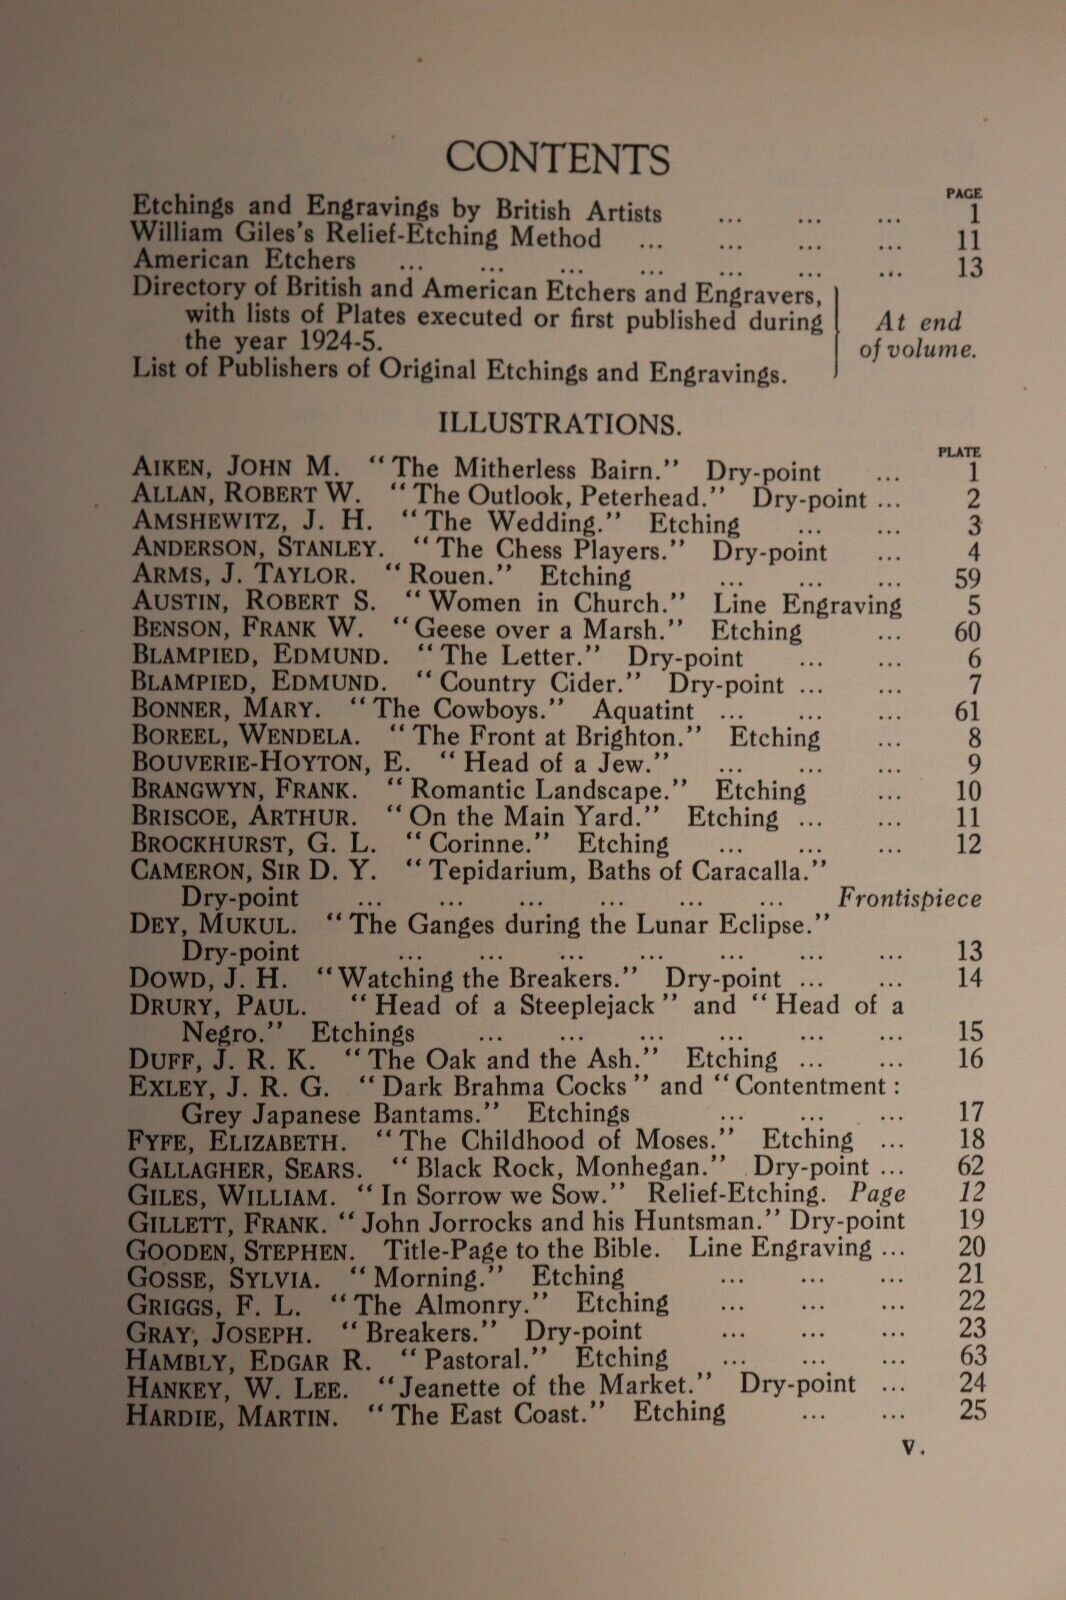 CONTENTS
PAGE
Etchings and Engravings by British Artists ... ... ... 1
William Giles's Relief-Etching Method ... ... ... ... 11
American Etchers ... ... ... ... ... ... ... 13
Directory of British and American Etchers and Engravers,
with lists of Plates executed or first published during
the year 1924-5.
List of Publishers of Original Etchings and Engravings.
At end
of volume.
ILLUSTRATIONS.
PLATE
AIKEN, JOHN M. "The Mitherless Bairn." Dry-point ... 1
ALLAN, ROBERT W. "The Outlook, Peterhead." Dry-point ... 2
AMSHEWITZ, J. H. "The Wedding." Etching ... ... 3
ANDERSON, STANLEY. "The Chess Players." Dry-point ... 4
ARMS, J. TAYLOR. "Rouen." Etching ... ... ... 59
AUSTIN, ROBERT S. "Women in Church." Line Engraving 5
BENSON, FRANK W. "Geese over a Marsh." Etching ... 60
BLAMPIED, EDMUND. "The Letter." Dry-point ... ... 6
BLAMPIED, EDMUND. "Country Cider." Dry-point ... ... 7
BONNER, MARY. "The Cowboys." Aquatint ... ... ... 61
BOREEL, WENDELA. "The Front at Brighton." Etching ... 8
BOUVERIE-HOYTON, E. "Head of a Jew." ... ... ... 9
BRANGWYN, FRANK. "Romantic Landscape." Etching ... 10
BRISCOE, ARTHUR. "On the Main Yard." Etching ... ... 11
BROCKHURST, G. L. "Corinne." Etching ... ... ... 12
CAMERON, SIR D. Y. "Tepidarium, Baths of Caracalla."
Dry-point ... ... ... ... ... ... Frontispiece
DEY, MUKUL. "The Ganges during the Lunar Eclipse."
Dry-point ... ... ... ... ... ... ... 13
DOWD, J. H. "Watching the Breakers." Dry-point ... ... 14
DRURY, PAUL. "Head of a Steeplejack" and "Head of a
Negro." Etchings ... ... ... ... ... ... 15
DUFF, J. R. K. "The Oak and the Ash." Etching ... ... 16
EXLEY, J. R. G. "Dark Brahma Cocks" and "Contentment :
Grey Japanese Bantams." Etchings ... ... ... 17
FYFE, ELIZABETH. "The Childhood of Moses." Etching ... 18
GALLAGHER, SEARS. "Black Rock, Monhegan." Dry-point ... 62
GILES, WILLIAM. "In Sorrow we Sow." Relief-Etching. Page 12
GILLETT, FRANK. "John Jorrocks and his Huntsman." Dry-point 19
GOODEN, STEPHEN. Title-Page to the Bible. Line Engraving ... 20
GOSSE, SYLVIA. "Morning." Etching ... ... ... 21
GRIGGS, F. L. "The Almonry." Etching ... ... ... 22
GRAY, JOSEPH. "Breakers." Dry-point ... ... ... 23
HAMBLY, EDGAR R. "Pastoral." Etching ... ... ... 63
HANKEY, W. LEE. "Jeanette of the Market." Dry-point ... 24
HARDIE, MARTIN. "The East Coast." Etching ... ... 25
v.